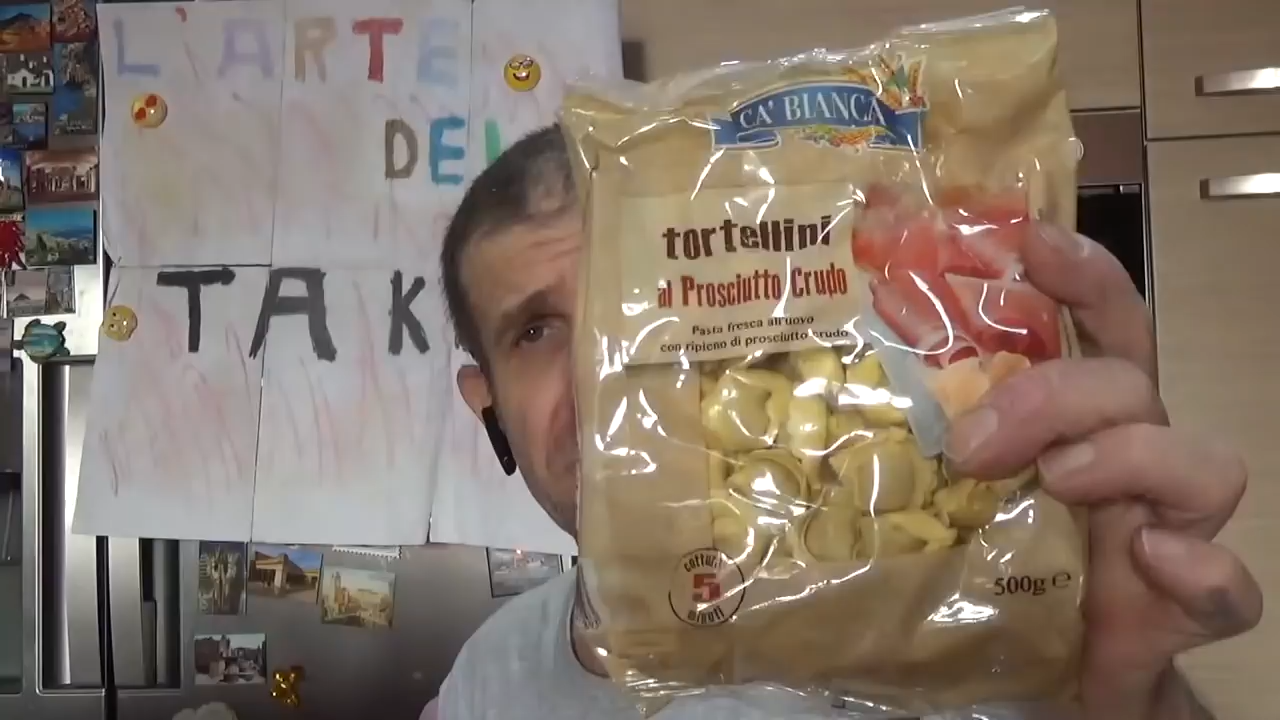 L'ARTE
DEL
TAK
CA' BIANCA
tortellini
al Prosciutto Crudo
Pasta fresca all'uovo
con ripieno di prosciutto crudo
cottura
5
minuti
500g e